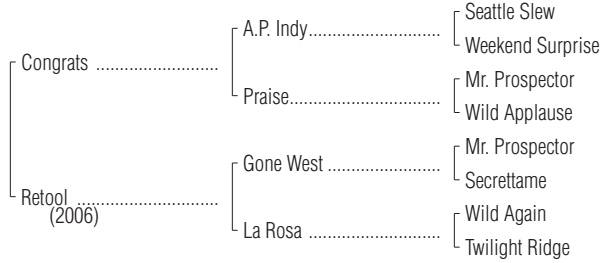 Seattle Slew
A.P. Indy
Weekend Surprise
Congrats
Mr. Prospector
Praise
Wild Applause
Mr. Prospector
Gone West
Secrettame
Retool
(2006)
Wild Again
La Rosa
Twilight Ridge